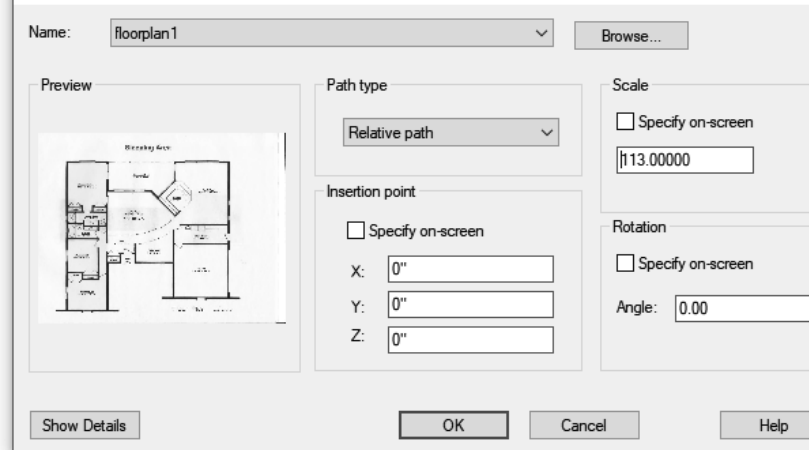 Name:
floorplan1
Browse...
Preview
Path type
Relative path
Scale
Specify on-screen
113.00000
Insertion point
Specify on-screen
X: 0"
Y: 0"
Z: 0"
Rotation
Specify on-screen
Angle: 0.00
Show Details
OK
Cancel
Help